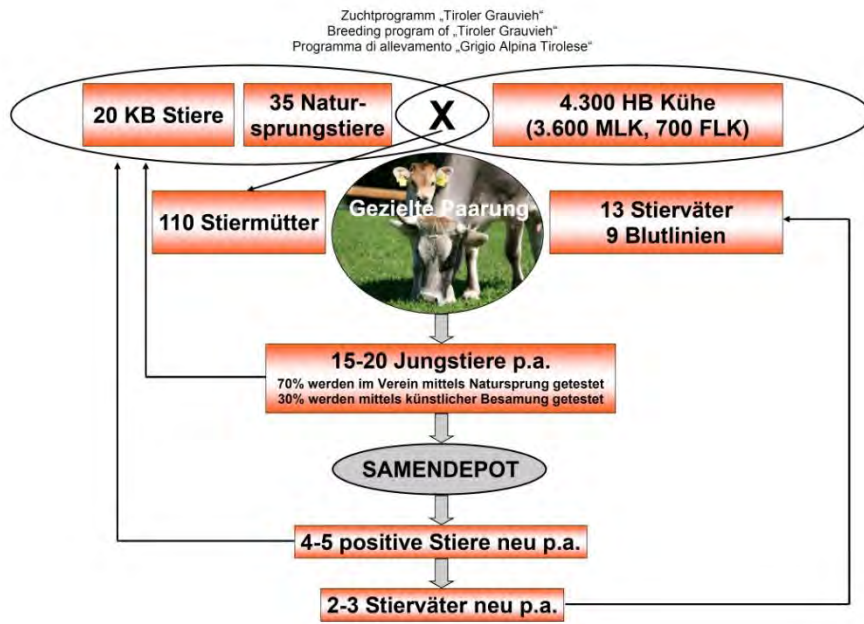 Zuchtprogramm „Tiroler Grauvieh“
Breeding program of „Tiroler Grauvieh“
Programma di allevamento „Grigio Alpina Tirolese“
20 KB Stiere
35 Natur-
sprungstiere
X
4.300 HB Kühe
(3.600 MLK, 700 FLK)
110 Stiermütter
Gezielte Paarung
13 Stierväter
9 Blutlinien
15-20 Jungstiere p.a.
70% werden im Verein mittels Natursprung getestet
30% werden mittels künstlicher Besamung getestet
SAMENDEPOT
4-5 positive Stiere neu p.a.
2-3 Stierväter neu p.a.